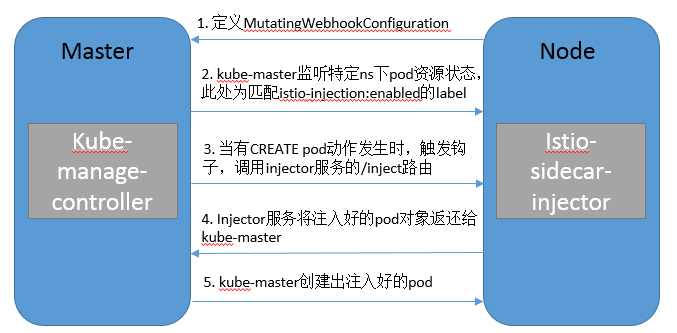 1. 定义MutatingWebhookConfiguration
Master
Node
2. kube-master监听特定ns下pod资源状态，
此处为匹配istio-injection:enabled的label
Kube-
manage-
controller
3. 当有CREATE pod动作发生时，触发钩
子，调用injector服务的/inject路由
Istio-
sidecar-
injector
4. Injector服务将注入好的pod对象返还给
kube-master
5. kube-master创建出注入好的pod